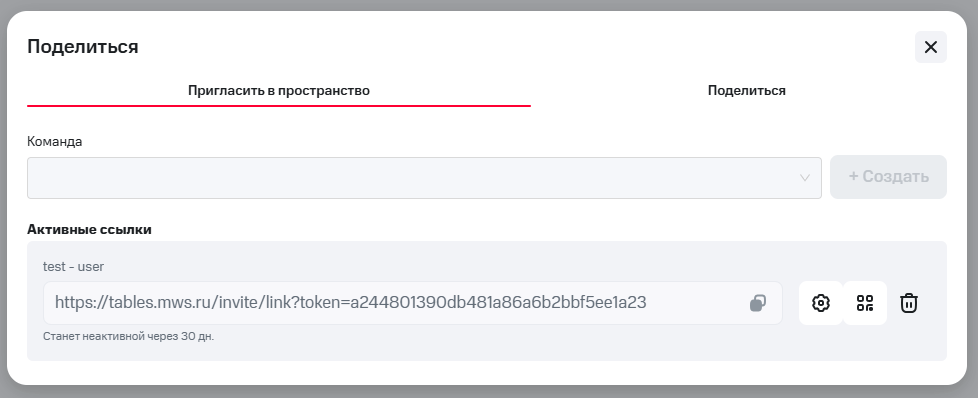 Поделиться
Пригласить в пространство Поделиться
Команда
+ Создать
Активные ссылки
test - user
https://tables.mws.ru/invite/link?token=a244801390db481a86a6b2bbf5ee1a23
Станет неактивной через 30 дн.